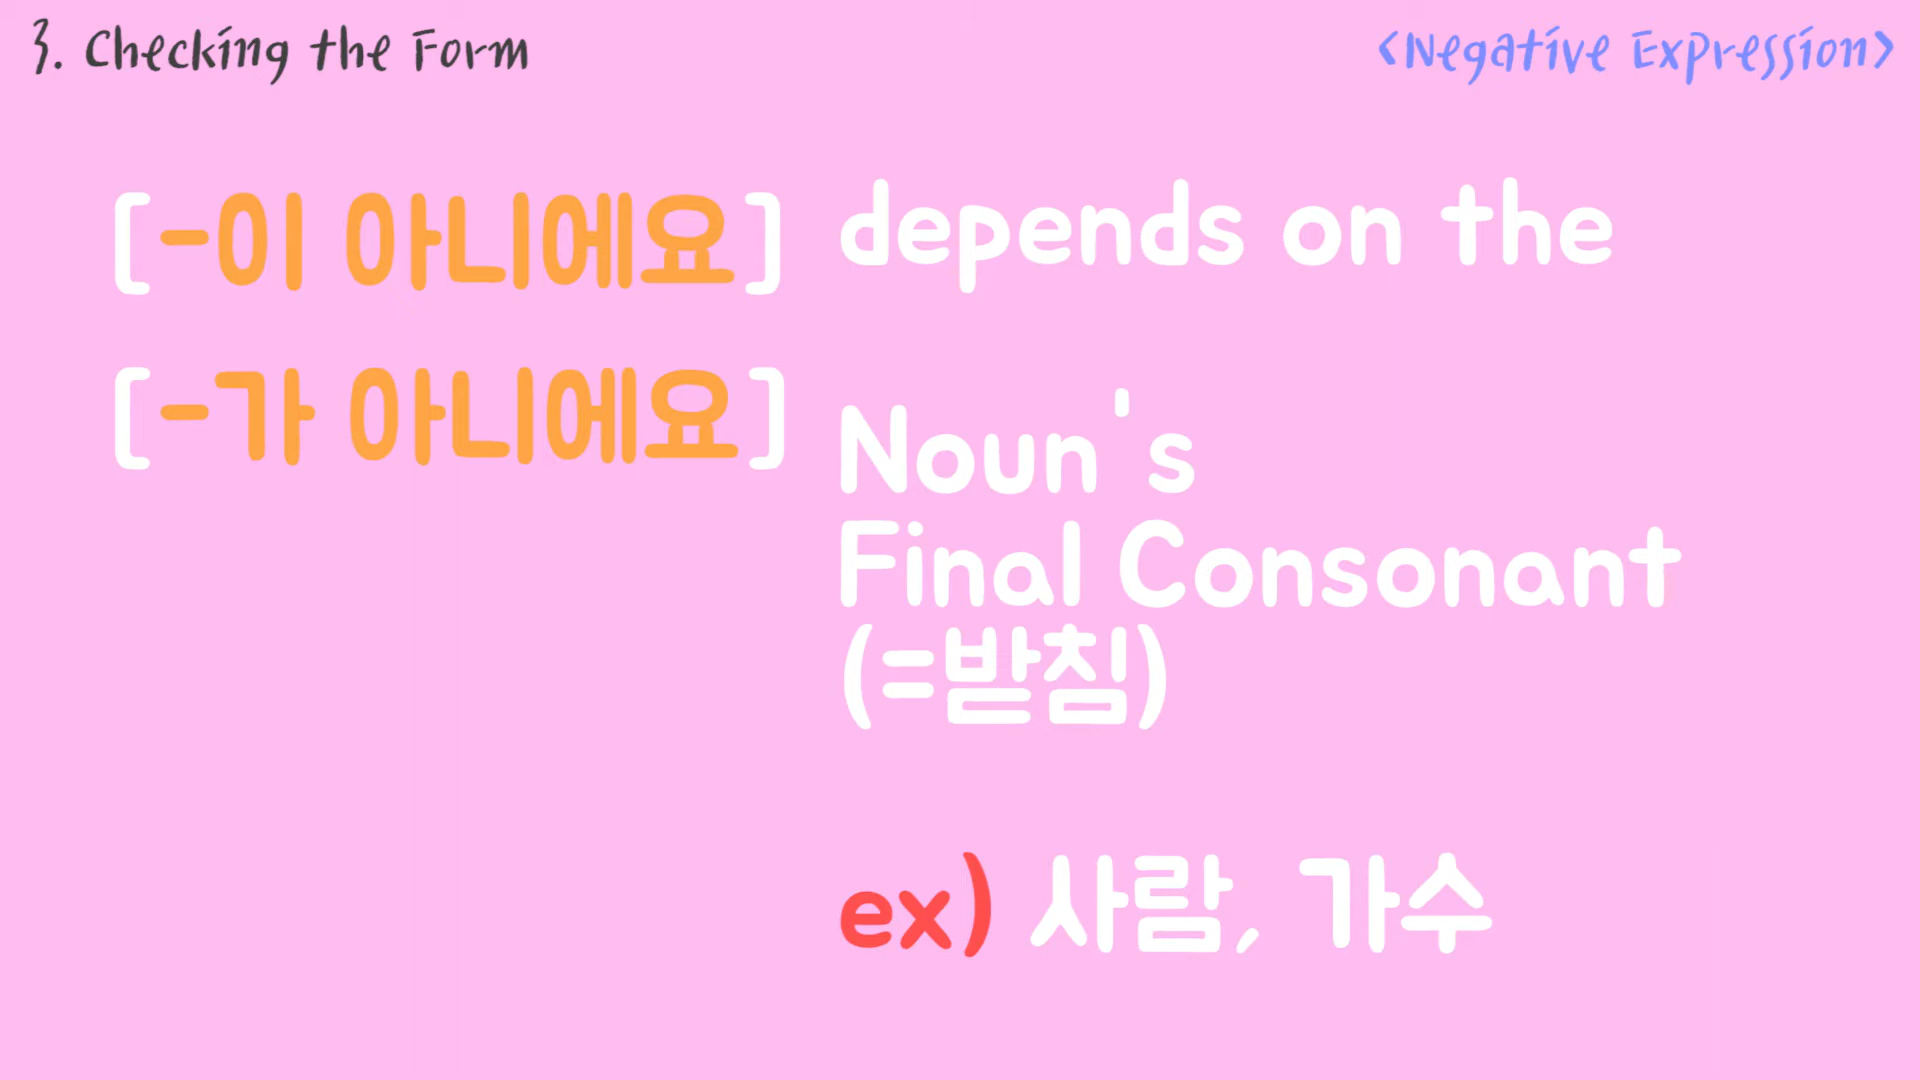 3. Checking the Form
<Negative Expression>
[-이 아니에요] depends on the
[-가 아니에요]
Noun's
Final Consonant
(=받침)
ex) 사람, 가수